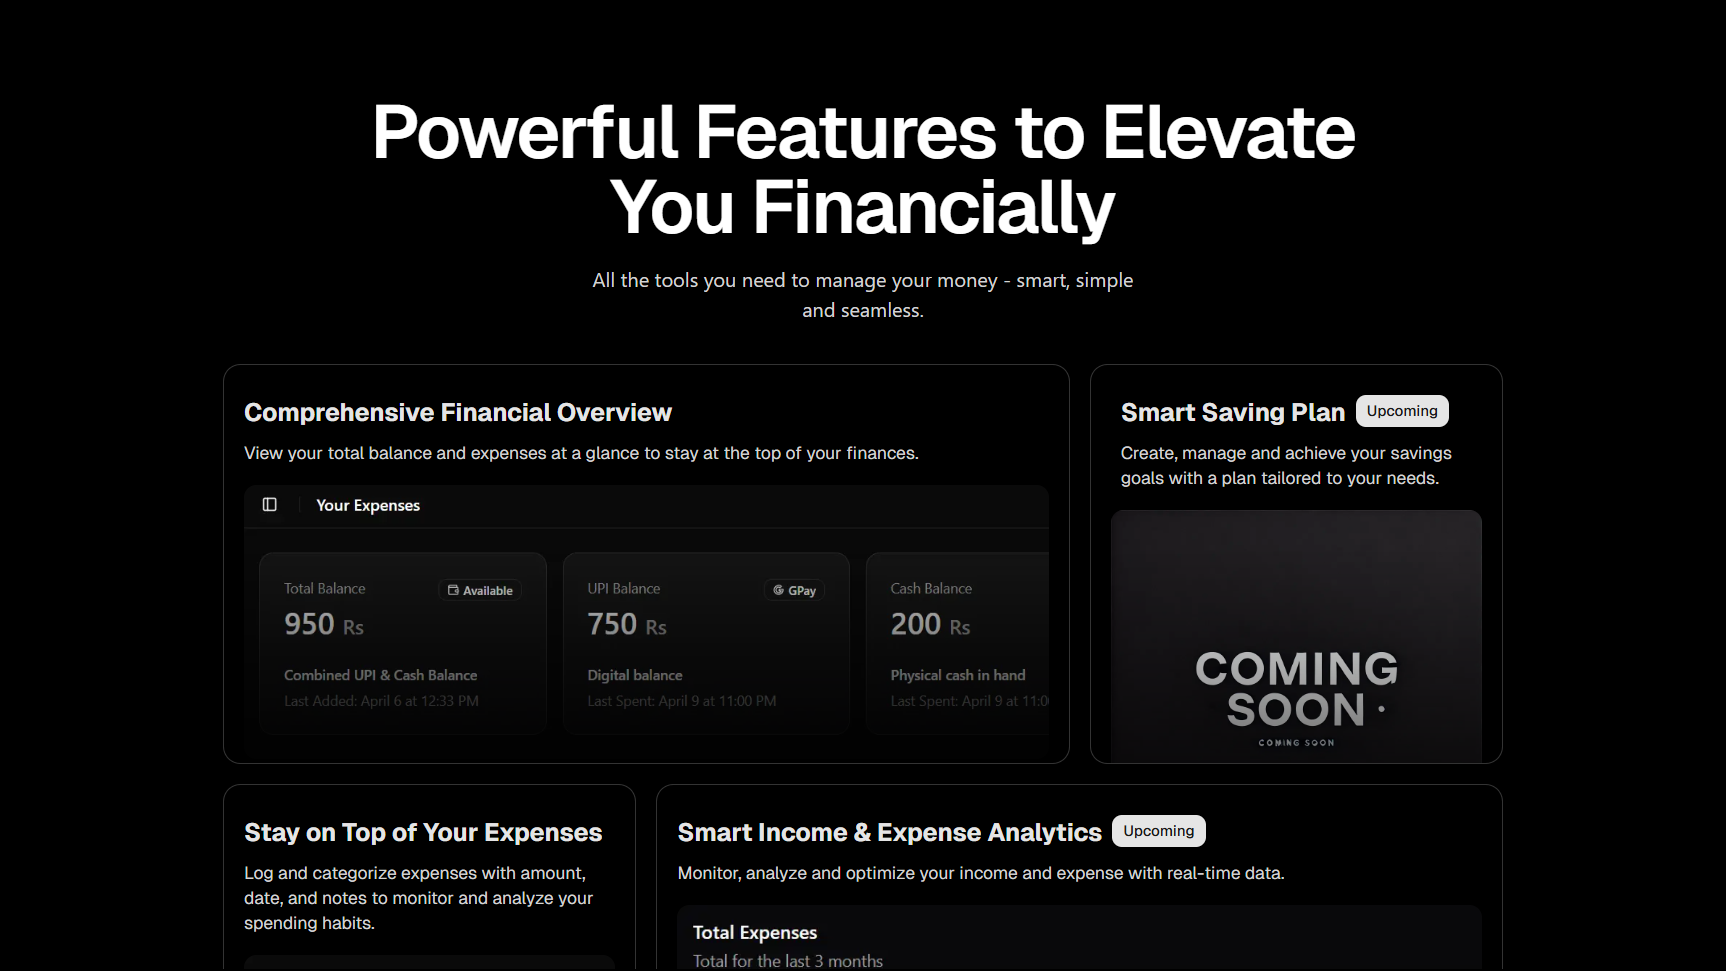 Powerful Features to Elevate
You Financially
All the tools you need to manage your money - smart, simple
and seamless.
Comprehensive Financial Overview
View your total balance and expenses at a glance to stay at the top of your finances.
Your Expenses
Total Balance
Available
950 Rs
Combined UPI & Cash Balance
Last Added: April 6 at 12:33 PM
UPI Balance
GPay
750 Rs
Digital balance
Last Spent: April 9 at 11:00 PM
Cash Balance
200 Rs
Physical cash in hand
Last Spent: April 9 at 11:0
Smart Saving Plan
Upcoming
Create, manage and achieve your savings
goals with a plan tailored to your needs.
COMING
SOON
COMING SOON
Stay on Top of Your Expenses
Log and categorize expenses with amount,
date, and notes to monitor and analyze your
spending habits.
Smart Income & Expense Analytics
Upcoming
Monitor, analyze and optimize your income and expense with real-time data.
Total Expenses
Total for the last 3 months